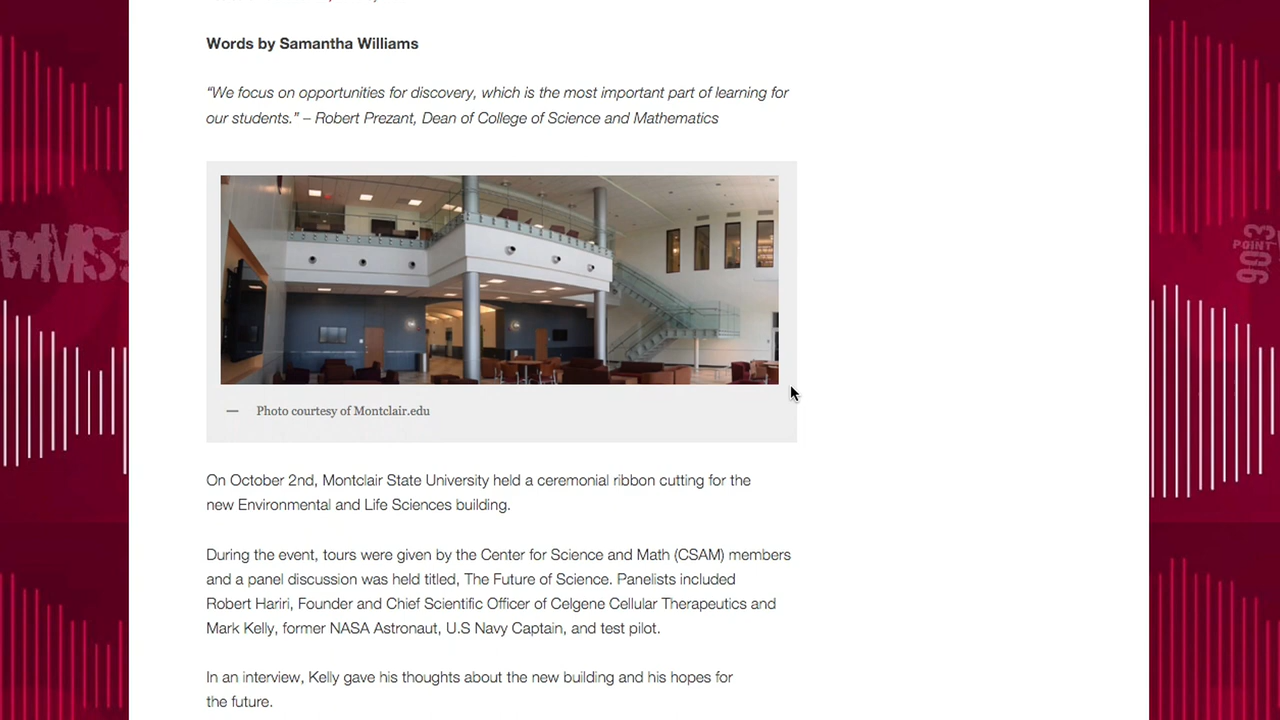 Words by Samantha Williams
“We focus on opportunities for discovery, which is the most important part of learning for
our students.” – Robert Prezant, Dean of College of Science and Mathematics
— Photo courtesy of Montclair.edu
On October 2nd, Montclair State University held a ceremonial ribbon cutting for the
new Environmental and Life Sciences building.
During the event, tours were given by the Center for Science and Math (CSAM) members
and a panel discussion was held titled, The Future of Science. Panelists included
Robert Hariri, Founder and Chief Scientific Officer of Celgene Cellular Therapeutics and
Mark Kelly, former NASA Astronaut, U.S Navy Captain, and test pilot.
In an interview, Kelly gave his thoughts about the new building and his hopes for
the future.
WMSC
POINT
903